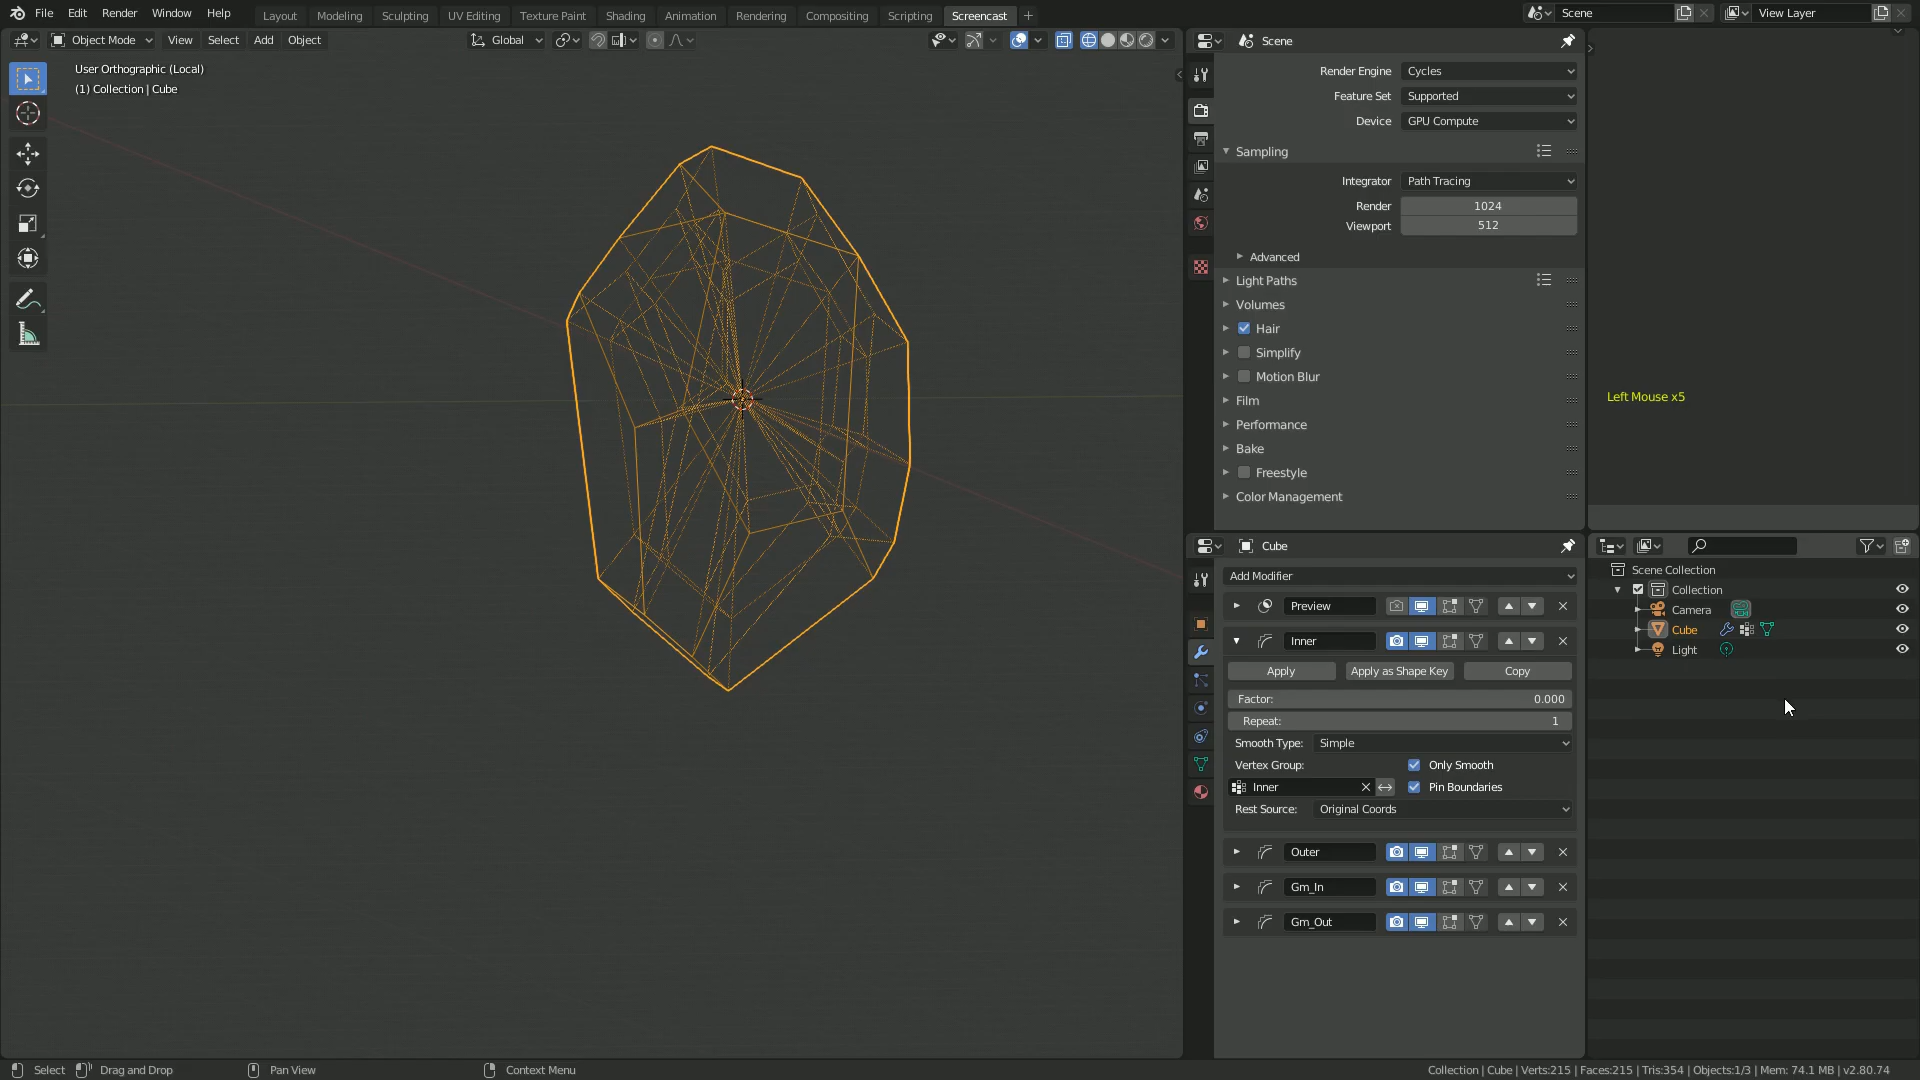 File Edit Render Window Help Layout Modeling Sculpting UV Editing Texture Paint Shading Animation Rendering Compositing Scripting Screencast Scene View Layer
Object Mode View Select Add Object Global
User Orthographic (Local)
(1) Collection | Cube
Scene
Render Engine Cycles
Feature Set Supported
Device GPU Compute
Sampling
Integrator Path Tracing
Render 1024
Viewport 512
Advanced
Light Paths
Volumes
Hair
Simplify
Motion Blur
Film
Performance
Bake
Freestyle
Color Management
Left Mouse x5
Cube
Add Modifier
Preview
Inner
Apply Apply as Shape Key Copy
Factor: 0.000
Repeat: 1
Smooth Type: Simple
Vertex Group: Only Smooth
Inner Pin Boundaries
Rest Source: Original Coords
Outer
Gm_In
Gm_Out
Scene Collection
Collection
Camera
Cube
Light
Select Drag and Drop Pan View Context Menu Collection | Cube | Verts:215 | Faces:215 | Tris:354 | Objects:1/3 | Mem: 74.1 MB | v2.80.74